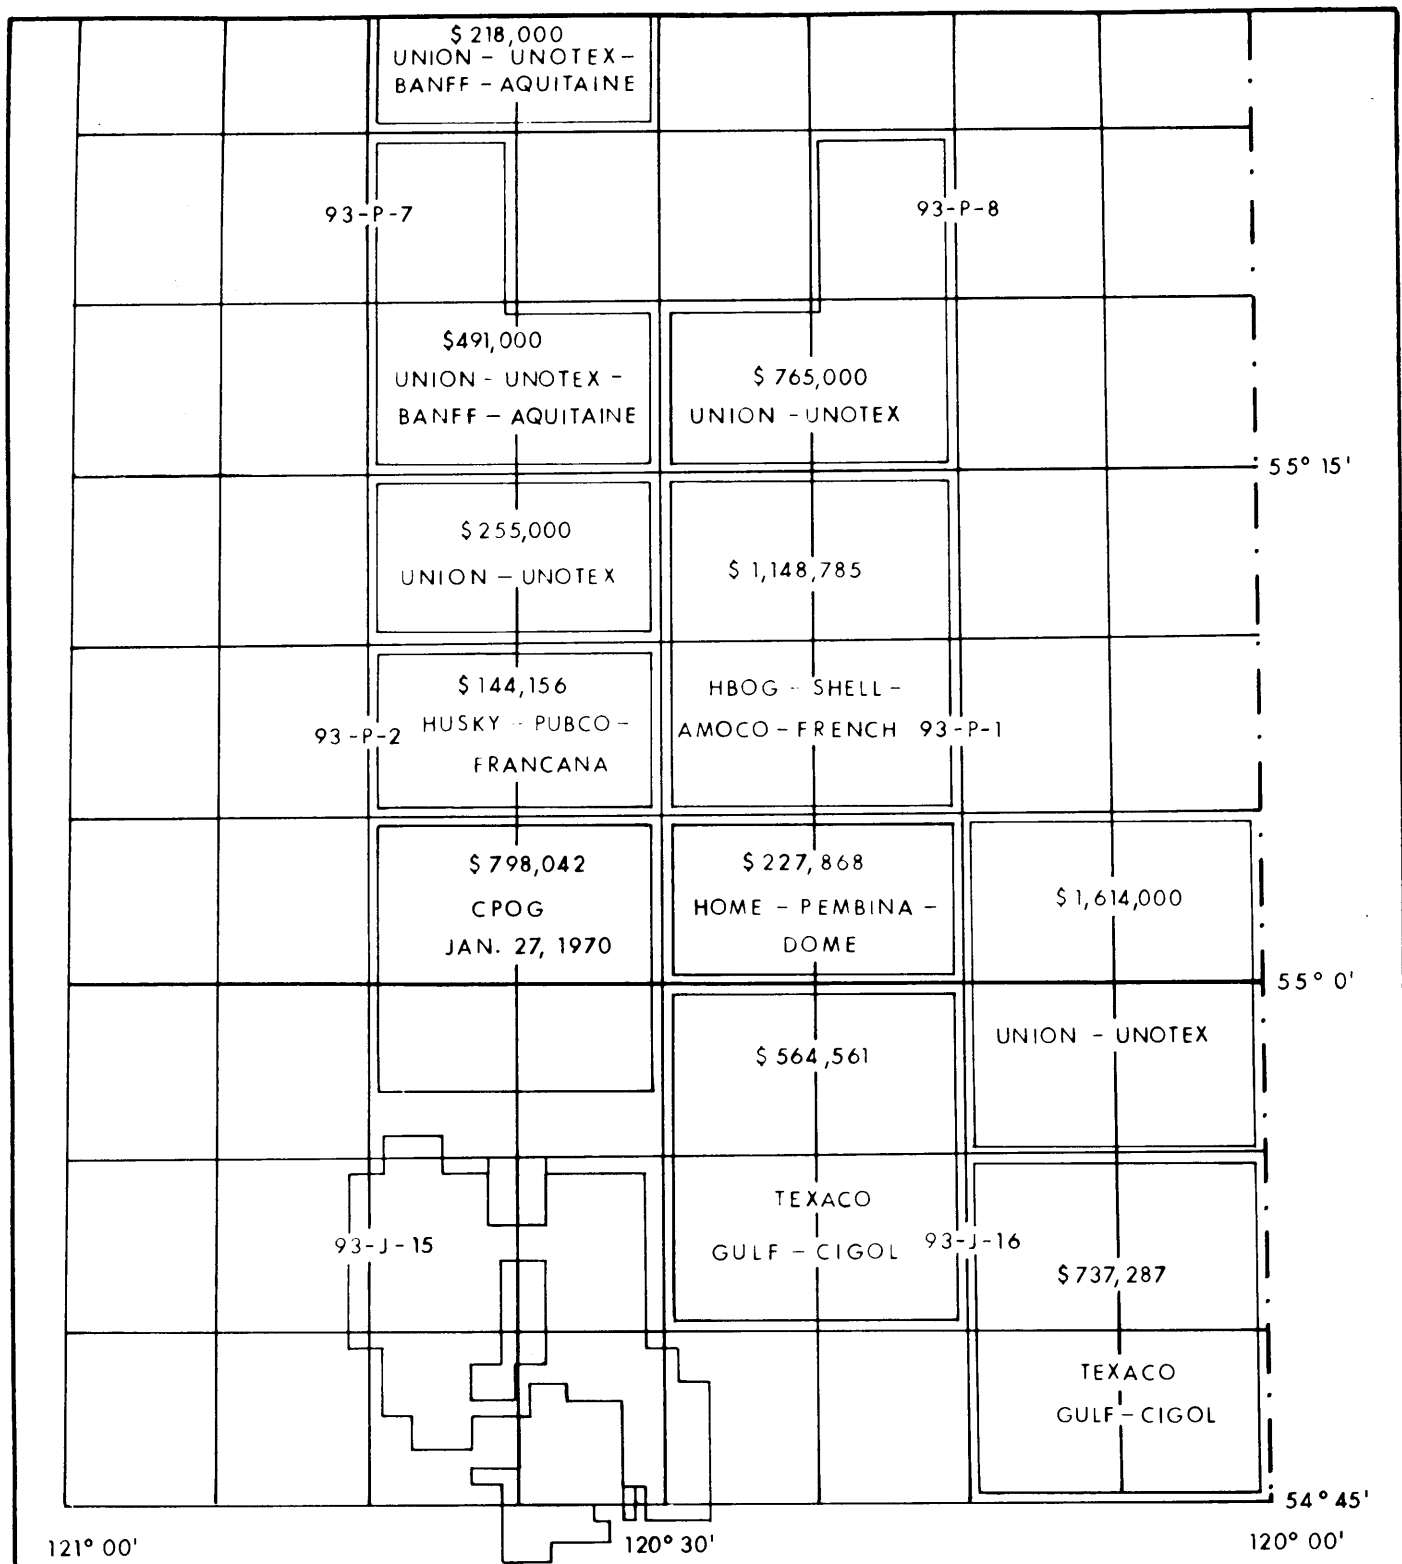 $ 218,000
UNION - UNOTEX -
BANFF - AQUITAINE
93-P-7
93-P-8
$491,000
UNION - UNOTEX -
BANFF - AQUITAINE
$ 765,000
UNION - UNOTEX
55° 15'
$ 255,000
UNION - UNOTEX
$ 1,148,785
$ 144,156
HUSKY - PUBCO -
FRANCANA
93-P-2
HBOG - SHELL -
AMOCO - FRENCH
93-P-1
$ 798,042
CPOG
JAN. 27, 1970
$ 227,868
HOME - PEMBINA -
DOME
$ 1,614,000
55° 0'
UNION - UNOTEX
$ 564,561
TEXACO
GULF - CIGOL
93-J-15
93-J-16
$ 737,287
TEXACO
GULF - CIGOL
54° 45'
121° 00'
120° 30'
120° 00'